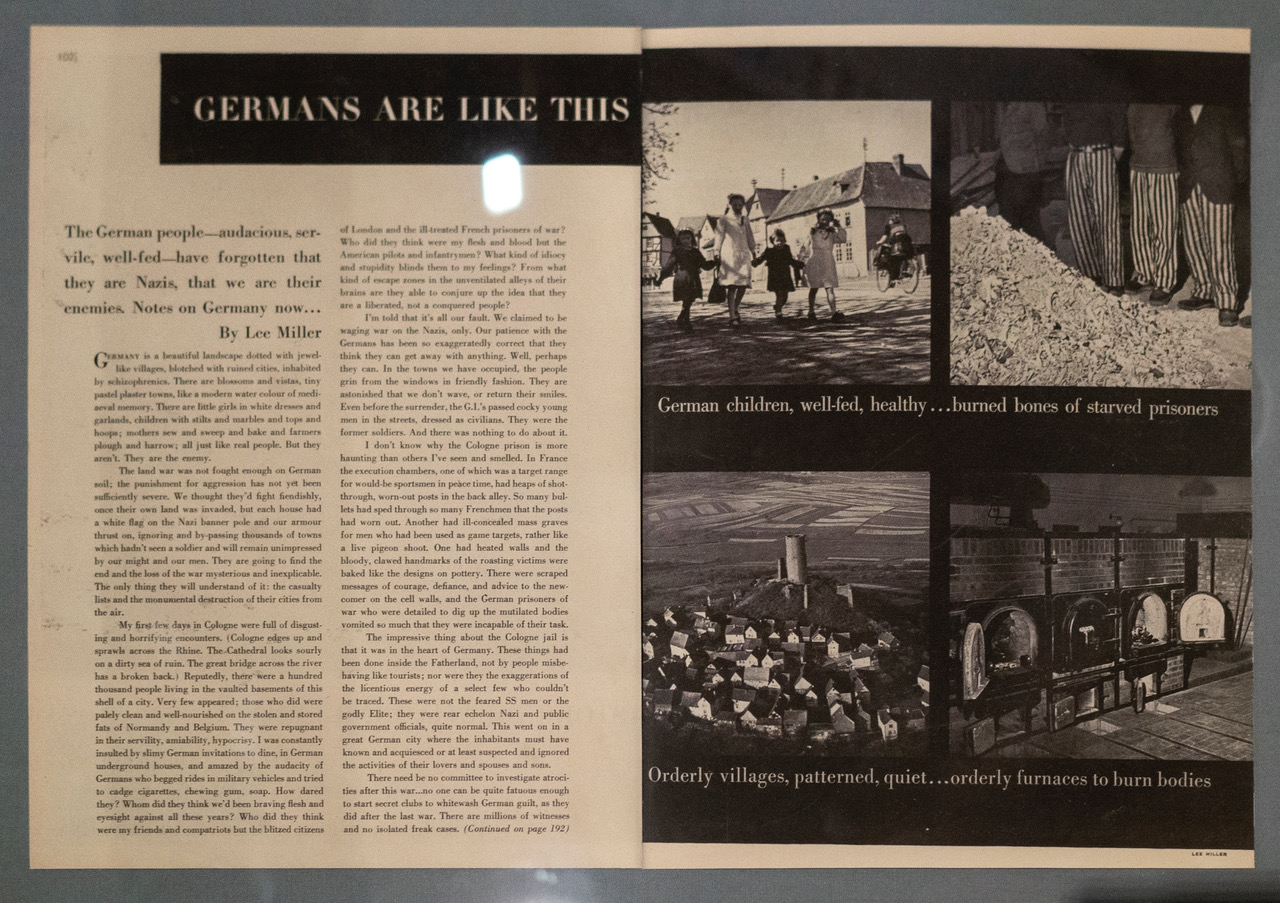 102
GERMANS ARE LIKE THIS
The German people—audacious, ser-
vile, well-fed—have forgotten that
they are Nazis, that we are their
enemies. Notes on Germany now...
By Lee Miller
GERMANY is a beautiful landscape dotted with jewel-
like villages, blotched with ruined cities, inhabited
by schizophrenics. There are blossoms and vistas, tiny
pastel plaster towns, like a modern water colour of medi-
aeval memory. There are little girls in white dresses and
garlands, children with stilts and marbles and tops and
hoops; mothers sew and sweep and bake and farmers
plough and harrow; all just like real people. But they
aren't. They are the enemy.
The land war was not fought enough on German
soil; the punishment for aggression has not yet been
sufficiently severe. We thought they'd fight fiendishly,
once their own land was invaded, but each house had
a white flag on the Nazi banner pole and our armour
thrust on, ignoring and by-passing thousands of towns
which hadn't seen a soldier and will remain unimpressed
by our might and our men. They are going to find the
end and the loss of the war mysterious and inexplicable.
The only thing they will understand of it: the casualty
lists and the monumental destruction of their cities from
the air.
My first few days in Cologne were full of disgust-
ing and horrifying encounters. (Cologne edges up and
sprawls across the Rhine. The Cathedral looks sourly
on a dirty sea of ruin. The great bridge across the river
has a broken back.) Reputedly, there were a hundred
thousand people living in the vaulted basements of this
shell of a city. Very few appeared; those who did were
palely clean and well-nourished on the stolen and stored
fats of Normandy and Belgium. They were repugnant
in their servility, amiability, hypocrisy. I was constantly
insulted by slimy German invitations to dine, in German
underground houses, and amazed by the audacity of
Germans who begged rides in military vehicles and tried
to cadge cigarettes, chewing gum, soap. How dared
they? Whom did they think we'd been braving flesh and
eyesight against all these years? Who did they think
were my friends and compatriots but the blitzed citizens
of London and the ill-treated French prisoners of war?
Who did they think were my flesh and blood but the
American pilots and infantrymen? What kind of idiocy
and stupidity blinds them to my feelings? From what
kind of escape zones in the unventilated alleys of their
brains are they able to conjure up the idea that they
are a liberated, not a conquered people?
I'm told that it's all our fault. We claimed to be
waging war on the Nazis, only. Our patience with the
Germans has been so exaggeratedly correct that they
think they can get away with anything. Well, perhaps
they can. In the towns we have occupied, the people
grin from the windows in friendly fashion. They are
astonished that we don't wave, or return their smiles.
Even before the surrender, the G.I.'s passed cocky young
men in the streets, dressed as civilians. They were the
former soldiers. And there was nothing to do about it.
I don't know why the Cologne prison is more
haunting than others I've seen and smelled. In France
the execution chambers, one of which was a target range
for would-be sportsmen in peace time, had heaps of shot-
through, worn-out posts in the back alley. So many bul-
lets had sped through so many Frenchmen that the posts
had worn out. Another had ill-concealed mass graves
for men who had been used as game targets, rather like
a live pigeon shoot. One had heated walls and the
bloody, clawed handmarks of the roasting victims were
baked like the designs on pottery. There were scraped
messages of courage, defiance, and advice to the new-
comer on the cell walls, and the German prisoners of
war who were detailed to dig up the mutilated bodies
vomited so much that they were incapable of their task.
The impressive thing about the Cologne jail is
that it was in the heart of Germany. These things had
been done inside the Fatherland, not by people misbe-
having like tourists; nor were they the exaggerations of
the licentious energy of a select few who couldn't
be traced. These were not the feared SS men or the
godly Elite; they were rear echelon Nazi and public
government officials, quite normal. This went on in a
great German city where the inhabitants must have
known and acquiesced or at least suspected and ignored
the activities of their lovers and spouses and sons.
There need be no committee to investigate atroci-
ties after this war...no one can be quite fatuous enough
to start secret clubs to whitewash German guilt, as they
did after the last war. There are millions of witnesses
and no isolated freak cases. (Continued on page 192)
German children, well-fed, healthy...burned bones of starved prisoners
Orderly villages, patterned, quiet...orderly furnaces to burn bodies
LEE MILLER